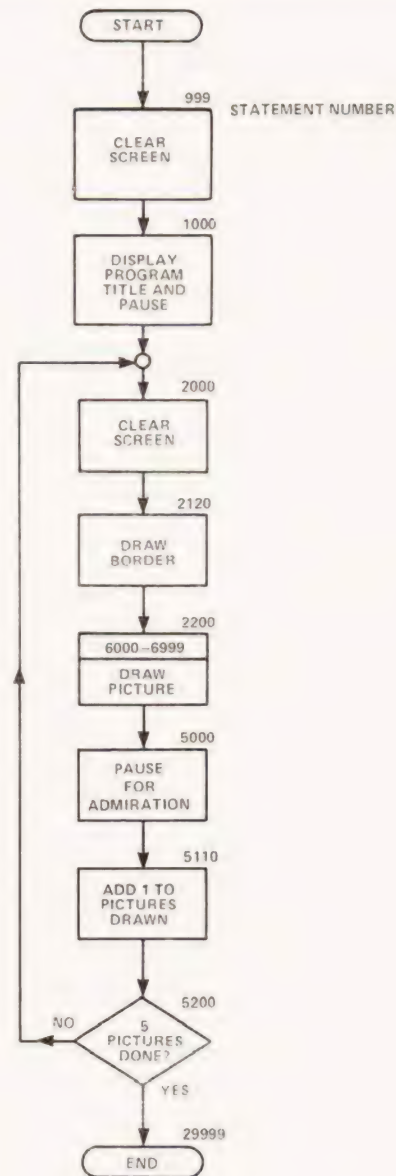 START
999
STATEMENT NUMBER
CLEAR
SCREEN
1000
DISPLAY
PROGRAM
TITLE AND
PAUSE
2000
CLEAR
SCREEN
2120
DRAW
BORDER
2200
6000-6999
DRAW
PICTURE
5000
PAUSE
FOR
ADMIRATION
5110
ADD 1 TO
PICTURES
DRAWN
5200
NO
5
PICTURES
DONE?
YES
29999
END